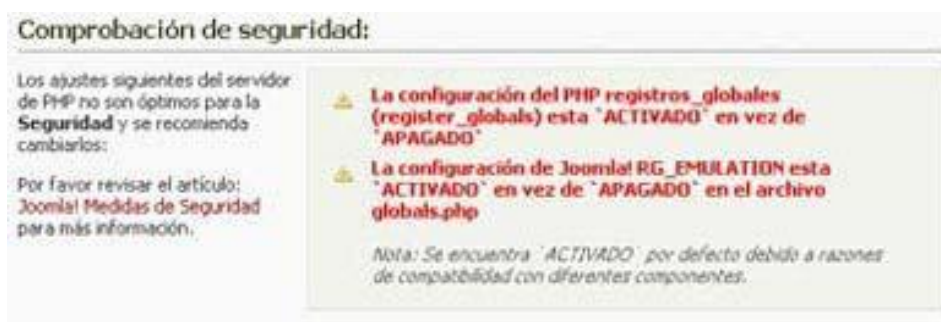 Comprobación de seguridad:
Los ajustes siguientes del servidor
de PHP no son óptimos para la
Seguridad y se recomienda
cambiarlos:
Por favor revisar el artículo:
Joomla! Medidas de Seguridad
para más información.
La configuración del PHP registros_globales
(register_globals) esta `ACTIVADO` en vez de
`APAGADO`
La configuración de Joomla! RG_EMULATION esta
`ACTIVADO` en vez de `APAGADO` en el archivo
globals.php
Nota: Se encuentra `ACTIVADO` por defecto debido a razones
de compatibilidad con diferentes componentes.